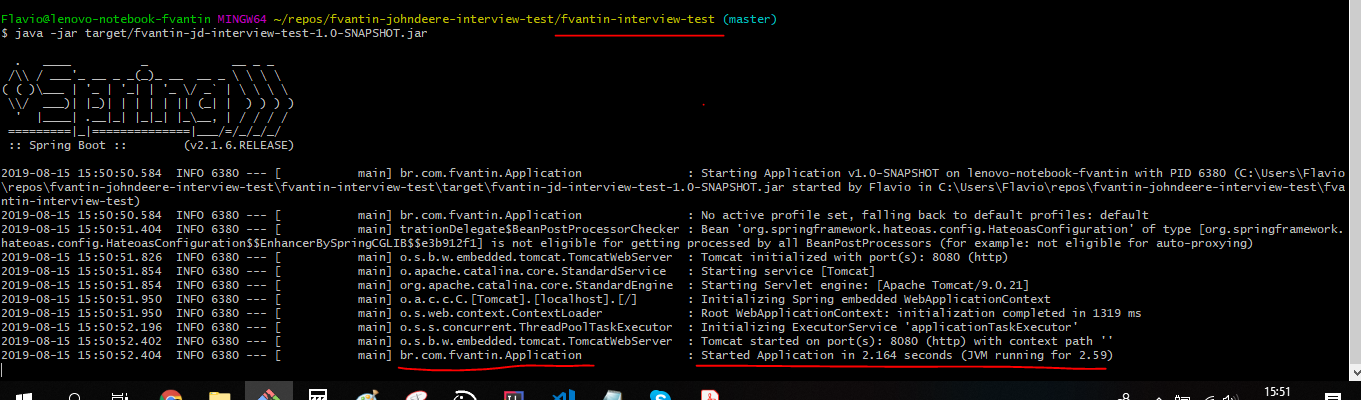 Flavio@lenovo-notebook-fvantin MINGW64 ~/repos/fvantin-johndeere-interview-test/fvantin-interview-test (master)
$ java -jar target/fvantin-jd-interview-test-1.0-SNAPSHOT.jar
Spring
:: Spring Boot ::        (v2.1.6.RELEASE)
2019-08-15 15:50:50.584  INFO 6380 --- [           main] br.com.fvantin.Application               : Starting Application v1.0-SNAPSHOT on lenovo-notebook-fvantin with PID 6380 (C:\Users\Flavio
\repos\fvantin-johndeere-interview-test\fvantin-interview-test\target\fvantin-jd-interview-test-1.0-SNAPSHOT.jar started by Flavio in C:\Users\Flavio\repos\fvantin-johndeere-interview-test\fva
ntin-interview-test)
2019-08-15 15:50:50.584  INFO 6380 --- [           main] br.com.fvantin.Application               : No active profile set, falling back to default profiles: default
2019-08-15 15:50:51.404  INFO 6380 --- [           main] trationDelegate$BeanPostProcessorChecker : Bean 'org.springframework.hateoas.config.HateoasConfiguration' of type [org.springframework.
hateoas.config.HateoasConfiguration$$EnhancerBySpringCGLIB$$e3b912f1] is not eligible for getting processed by all BeanPostProcessors (for example: not eligible for auto-proxying)
2019-08-15 15:50:51.826  INFO 6380 --- [           main] o.s.b.w.embedded.tomcat.TomcatWebServer  : Tomcat initialized with port(s): 8080 (http)
2019-08-15 15:50:51.854  INFO 6380 --- [           main] o.apache.catalina.core.StandardService   : Starting service [Tomcat]
2019-08-15 15:50:51.854  INFO 6380 --- [           main] org.apache.catalina.core.StandardEngine  : Starting Servlet engine: [Apache Tomcat/9.0.21]
2019-08-15 15:50:51.950  INFO 6380 --- [           main] o.a.c.c.C.[Tomcat].[localhost].[/]       : Initializing Spring embedded WebApplicationContext
2019-08-15 15:50:51.950  INFO 6380 --- [           main] o.s.web.context.ContextLoader            : Root WebApplicationContext: initialization completed in 1319 ms
2019-08-15 15:50:52.196  INFO 6380 --- [           main] o.s.s.concurrent.ThreadPoolTaskExecutor  : Initializing ExecutorService 'applicationTaskExecutor'
2019-08-15 15:50:52.402  INFO 6380 --- [           main] o.s.b.w.embedded.tomcat.TomcatWebServer  : Tomcat started on port(s): 8080 (http) with context path ''
2019-08-15 15:50:52.404  INFO 6380 --- [           main] br.com.fvantin.Application               : Started Application in 2.164 seconds (JVM running for 2.59)
15:51